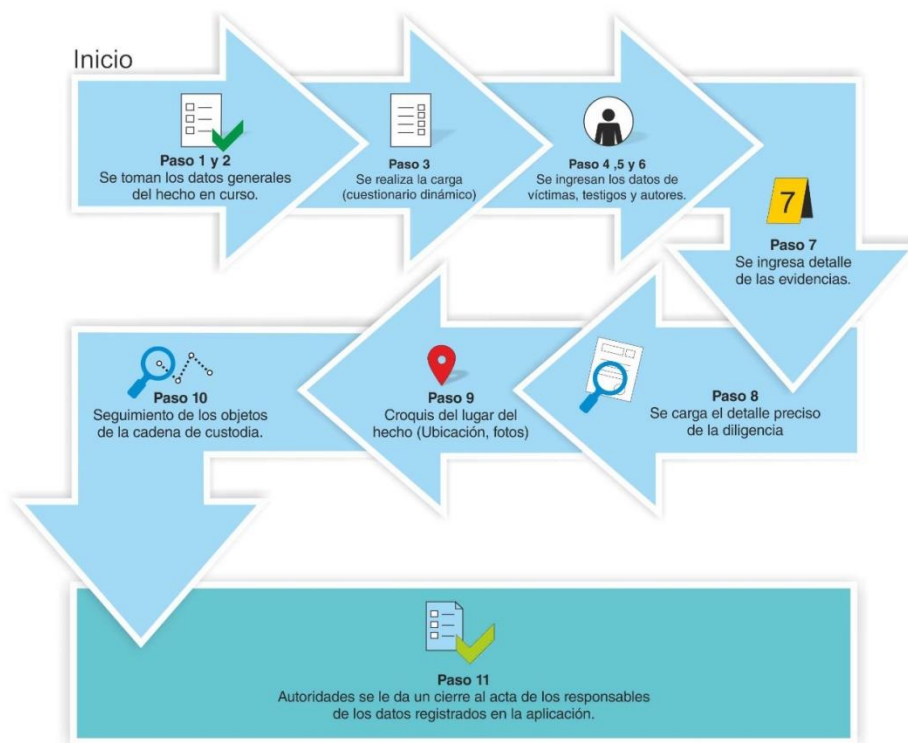 Inicio
Paso 1 y 2
Se toman los datos generales
del hecho en curso.
Paso 3
Se realiza la carga
(cuestionario dinámico)
Paso 4 ,5 y 6
Se ingresan los datos de
víctimas, testigos y autores.
7
Paso 7
Se ingresa detalle
de las evidencias.
Paso 8
Se carga el detalle preciso
de la diligencia
Paso 9
Croquis del lugar del
hecho (Ubicación, fotos)
Paso 10
Seguimiento de los objetos
de la cadena de custodia.
Paso 11
Autoridades se le da un cierre al acta de los responsables
de los datos registrados en la aplicación.